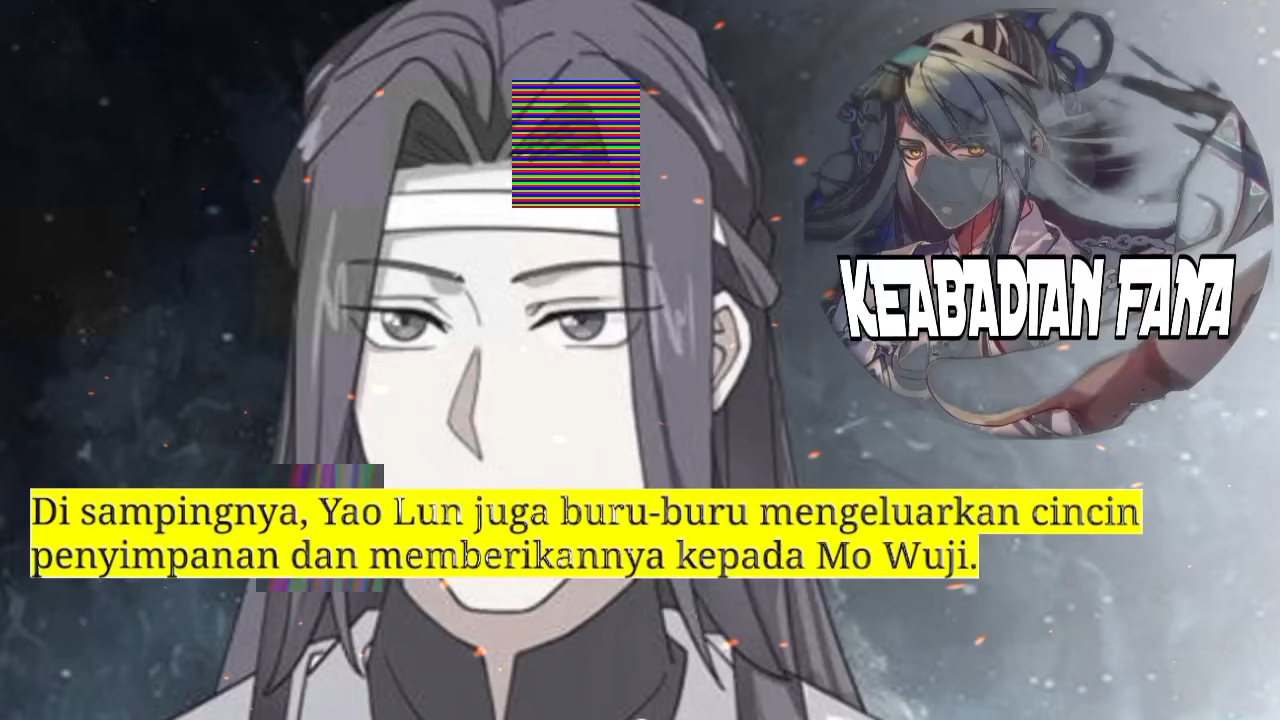 KEABADIAN FANA
Di sampingnya, Yao Lun juga buru-buru mengeluarkan cincin
penyimpanan dan memberikannya kepada Mo Wuji.